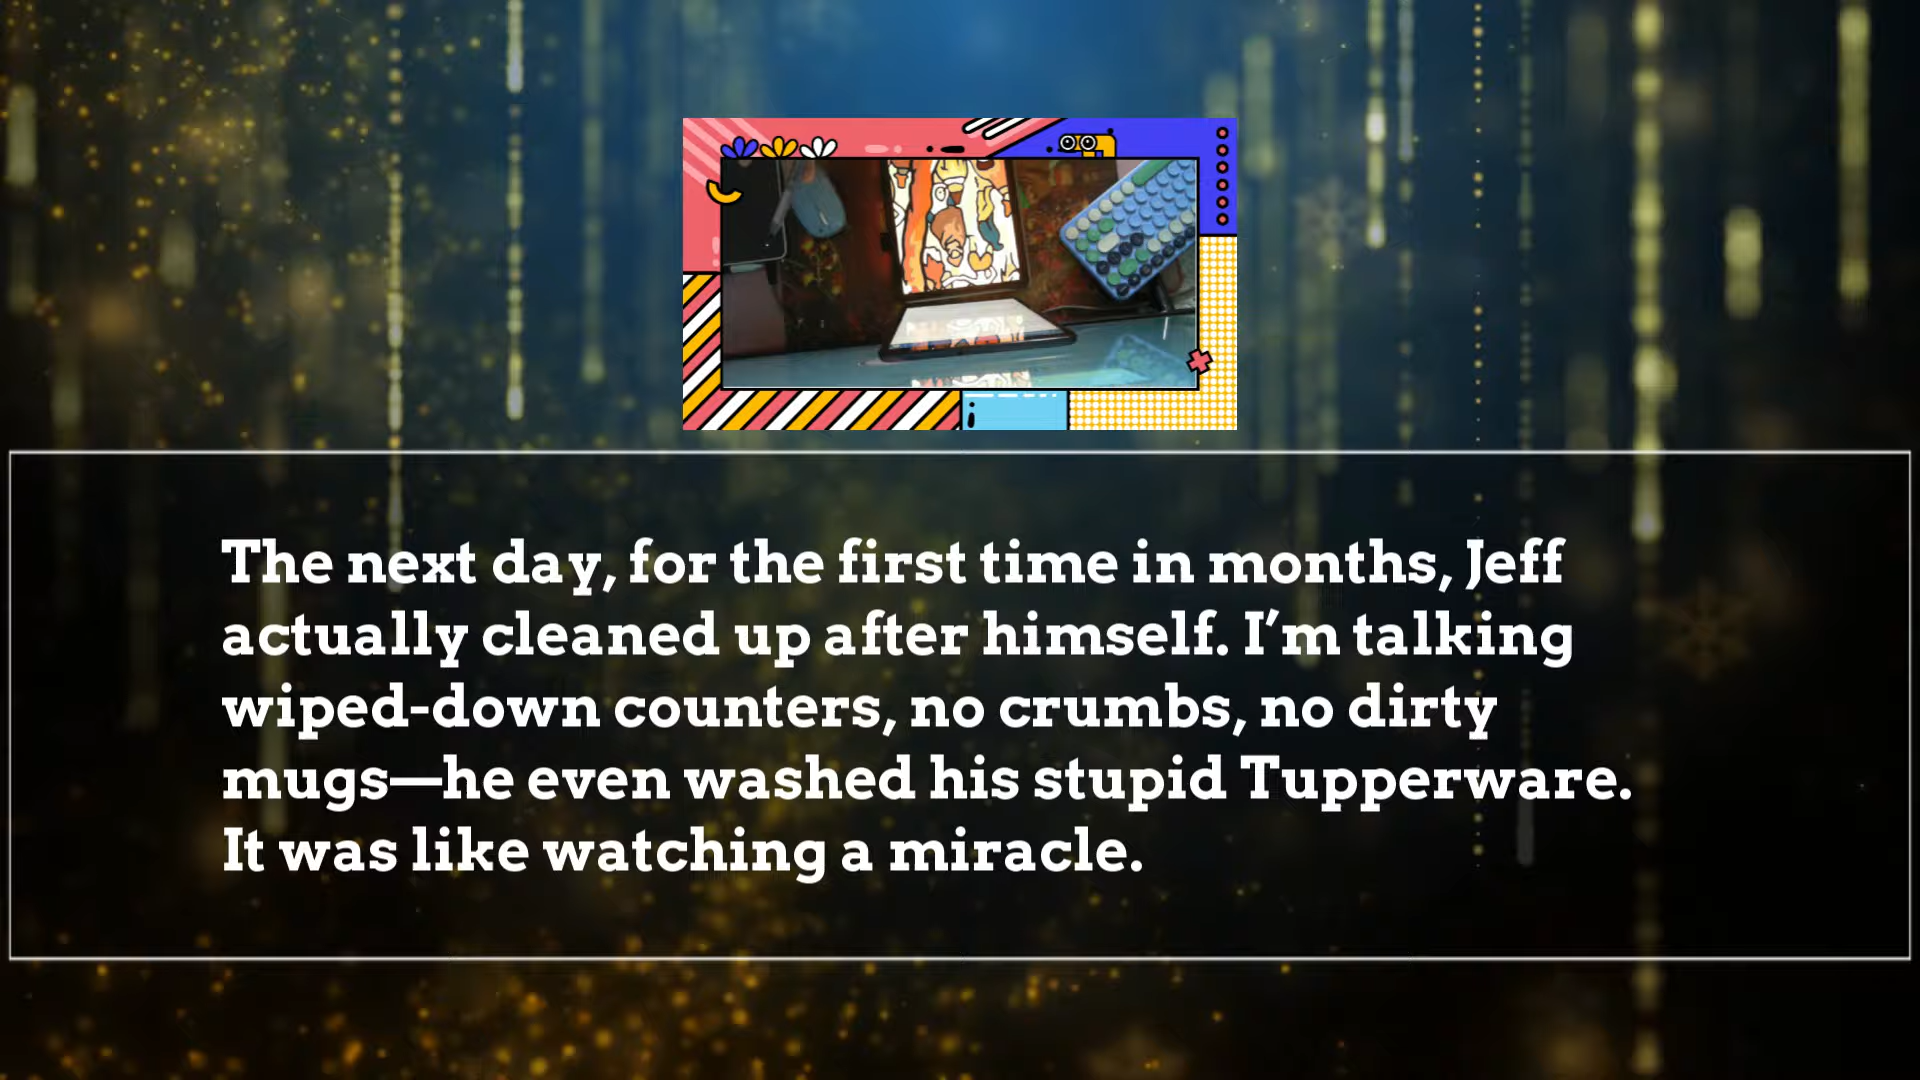 The next day, for the first time in months, Jeff
actually cleaned up after himself. I’m talking
wiped-down counters, no crumbs, no dirty
mugs—he even washed his stupid Tupperware.
It was like watching a miracle.